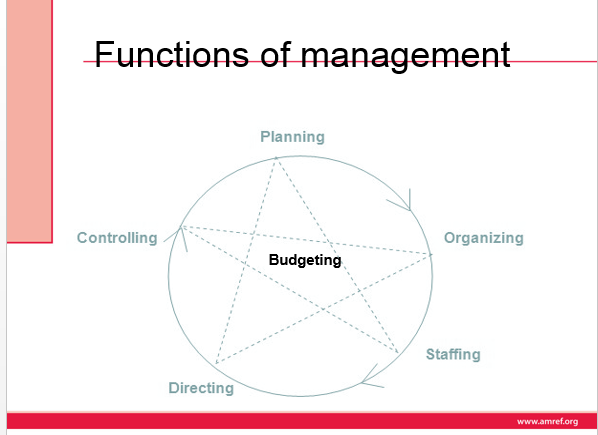 Functions of management
Planning
Controlling
Organizing
Budgeting
Staffing
Directing
www.amref.org